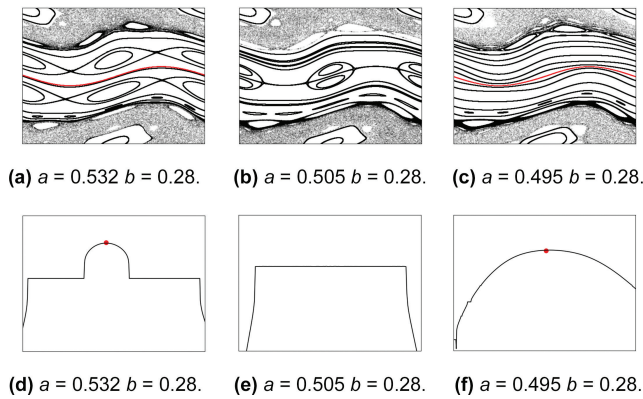 (a) a = 0.532 b = 0.28. (b) a = 0.505 b = 0.28. (c) a = 0.495 b = 0.28.
(d) a = 0.532 b = 0.28. (e) a = 0.505 b = 0.28. (f) a = 0.495 b = 0.28.